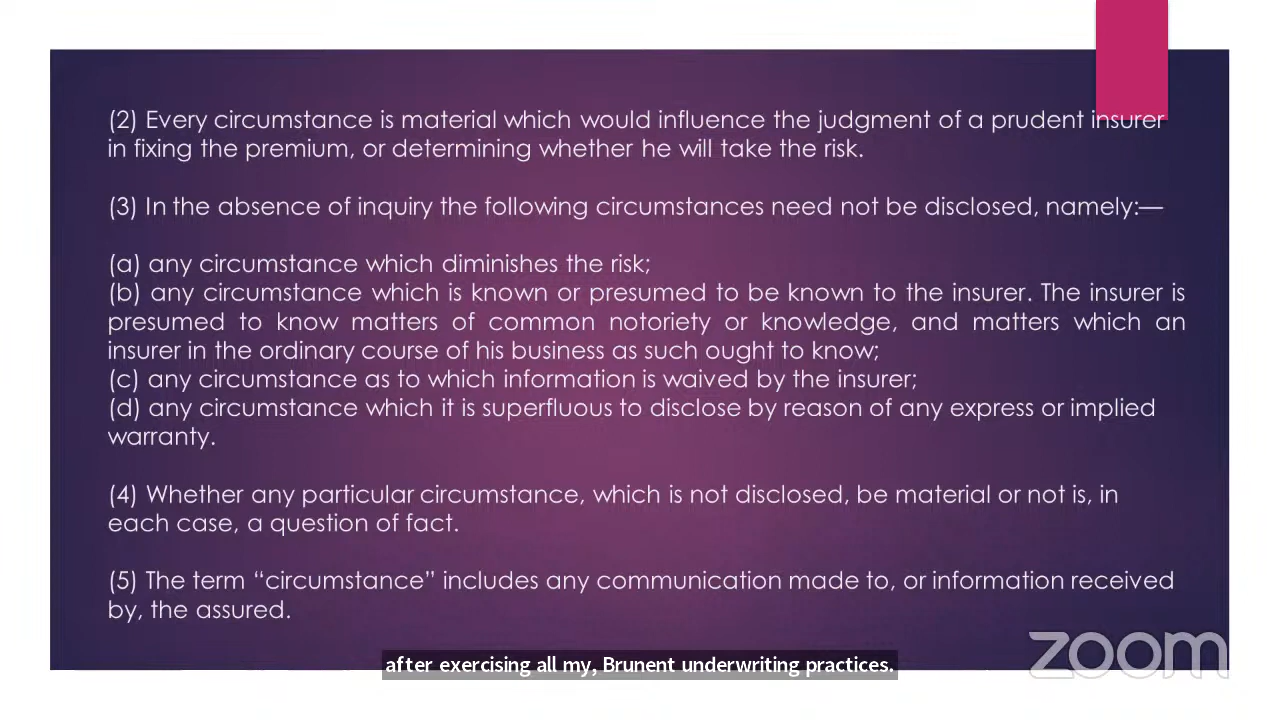 (2) Every circumstance is material which would influence the judgment of a prudent insurer
in fixing the premium, or determining whether he will take the risk.
(3) In the absence of inquiry the following circumstances need not be disclosed, namely:—
(a) any circumstance which diminishes the risk;
(b) any circumstance which is known or presumed to be known to the insurer. The insurer is
presumed to know matters of common notoriety or knowledge, and matters which an
insurer in the ordinary course of his business as such ought to know;
(c) any circumstance as to which information is waived by the insurer;
(d) any circumstance which it is superfluous to disclose by reason of any express or implied
warranty.
(4) Whether any particular circumstance, which is not disclosed, be material or not is, in
each case, a question of fact.
(5) The term “circumstance” includes any communication made to, or information received
by, the assured.
zoom
after exercising all my, Brunent underwriting practices.